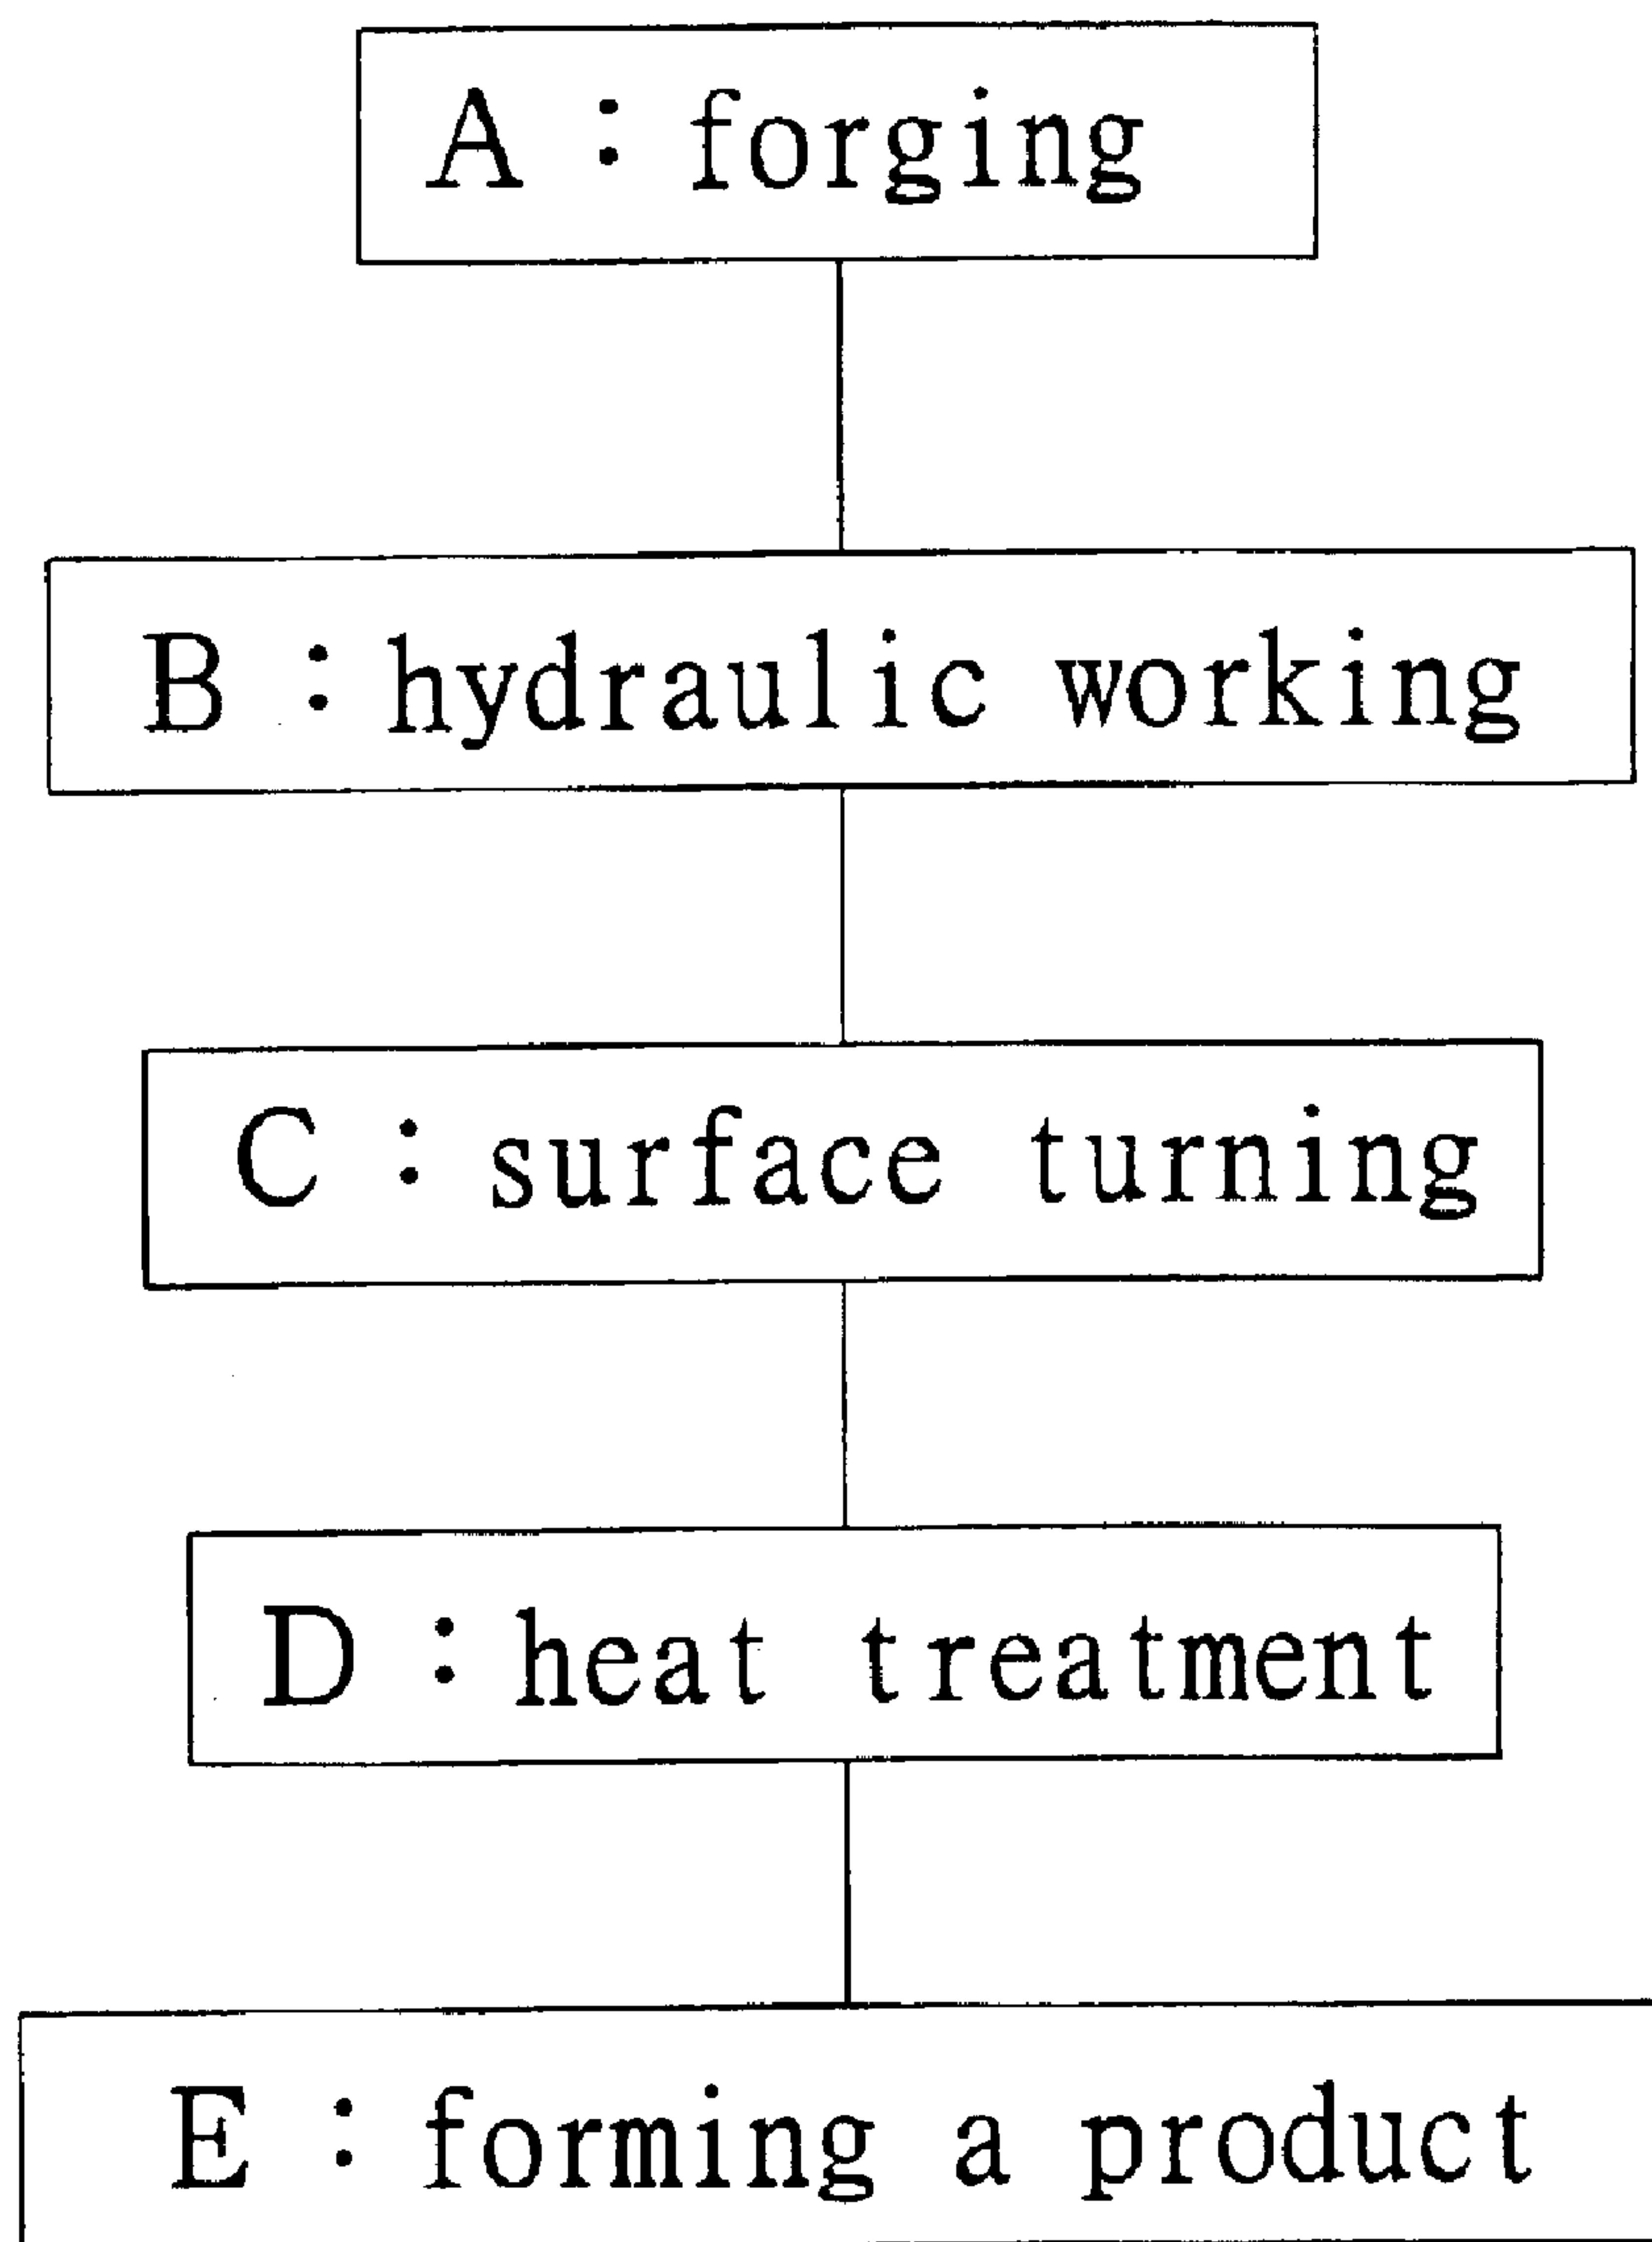 A : forging
B : hydraulic working
C : surface turning
D : heat treatment
E : forming a product